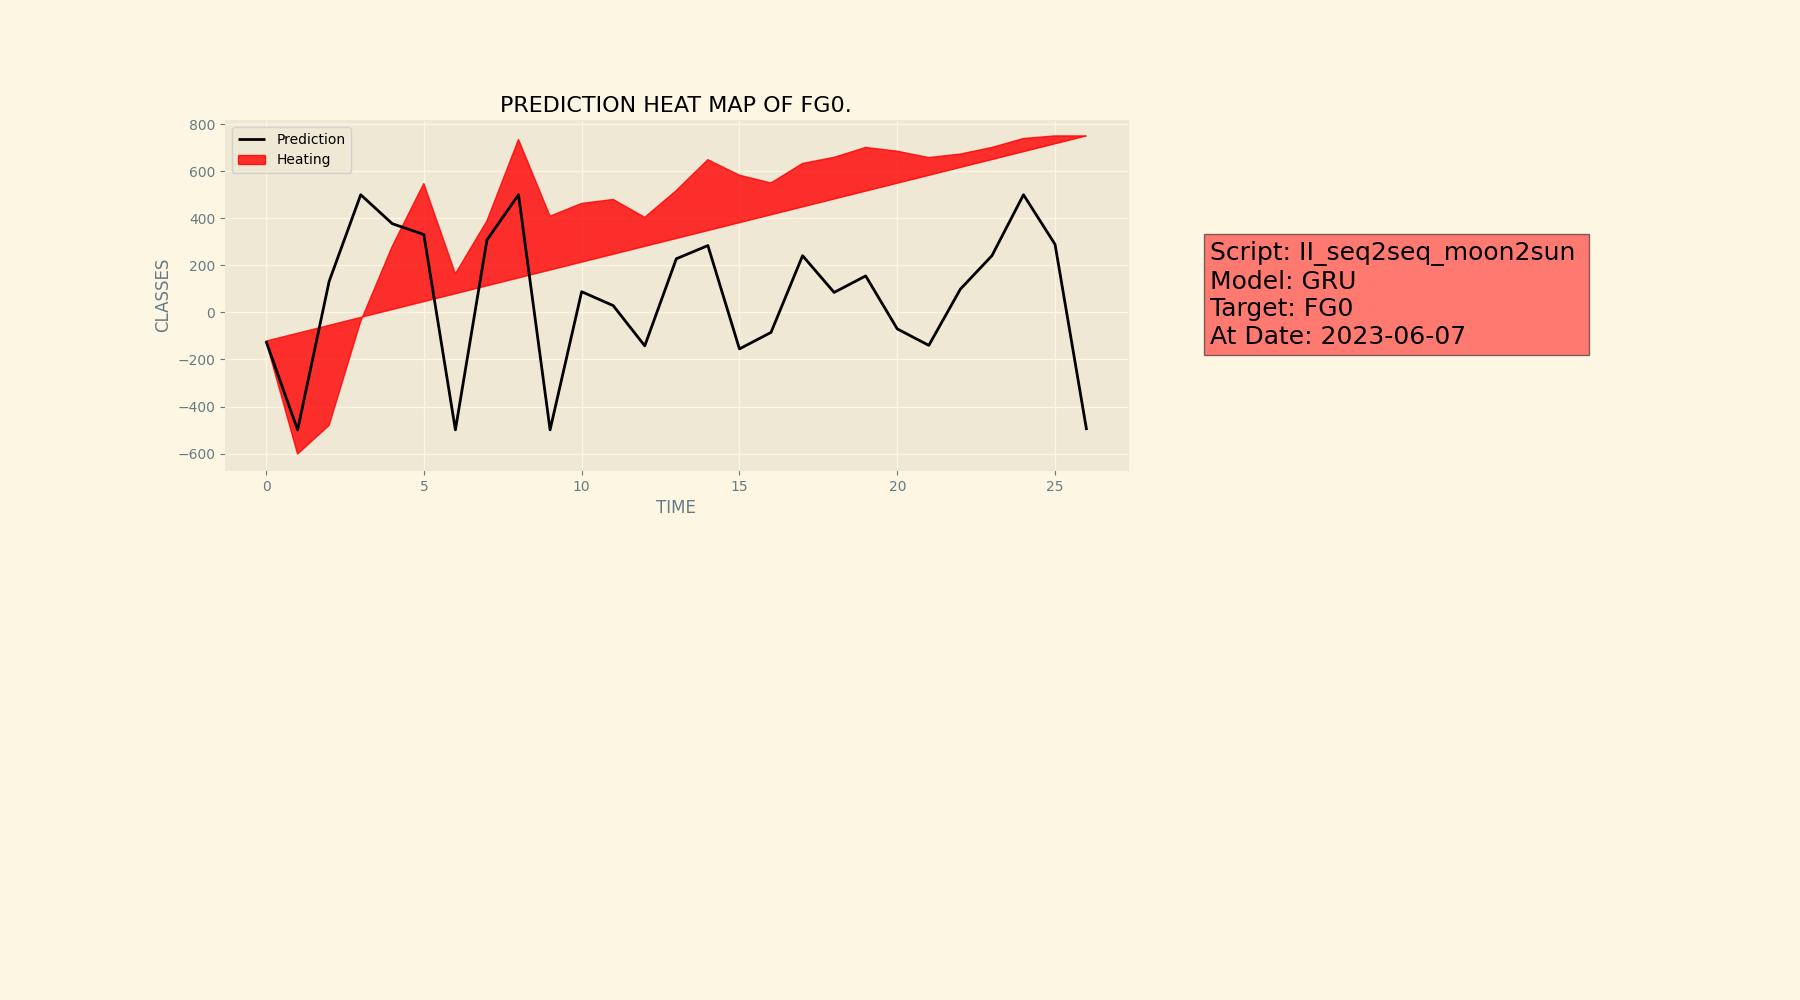 PREDICTION HEAT MAP OF FG0.
Prediction
Heating
CLASSES
800
600
400
200
0
−200
−400
−600
0 5 10 15 20 25
TIME
Script: II_seq2seq_moon2sun
Model: GRU
Target: FG0
At Date: 2023-06-07